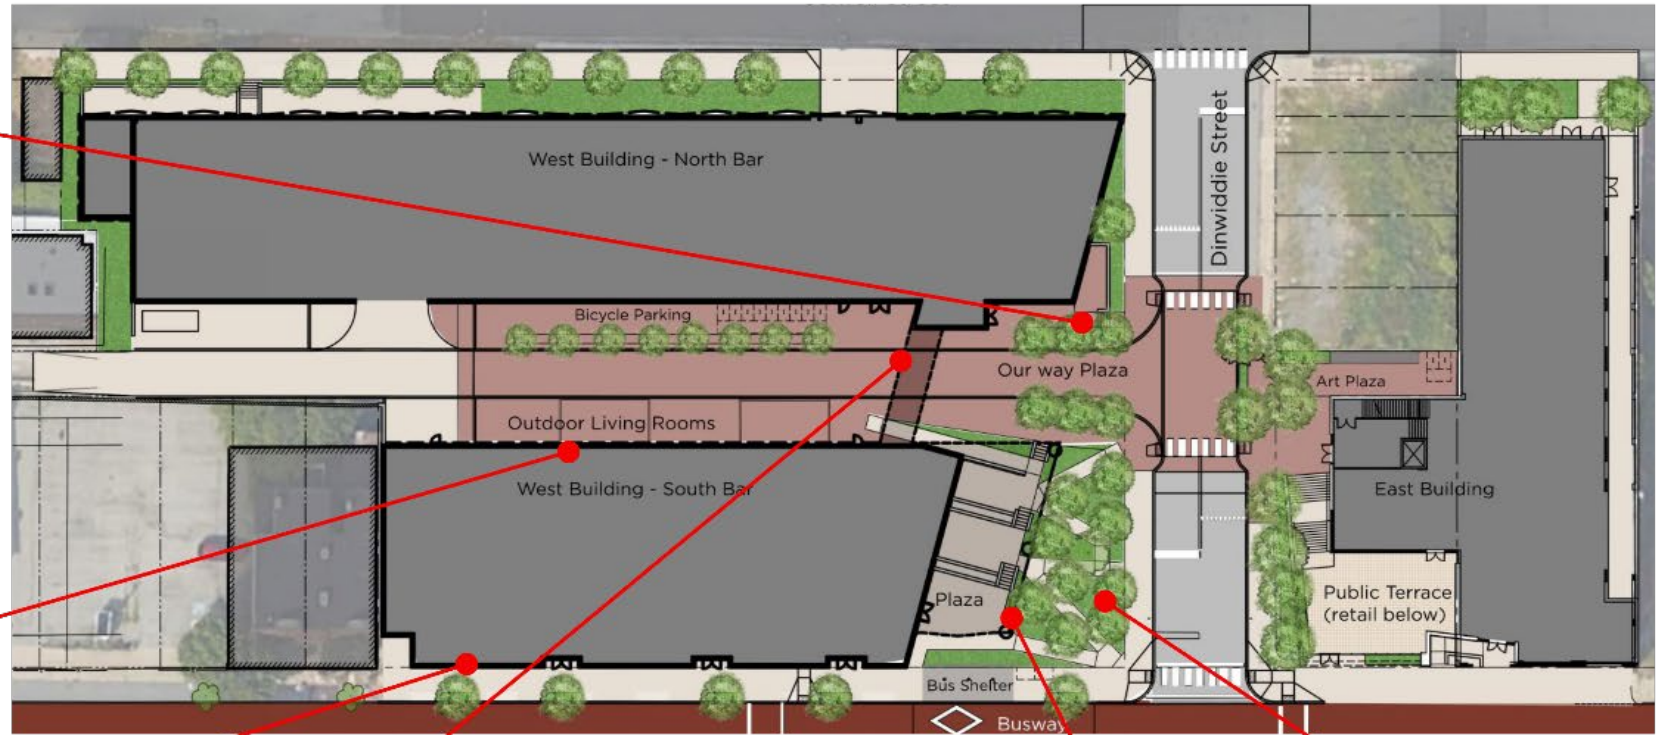 West Building - North Bar
Dinwiddie Street
Bicycle Parking
Our way Plaza
Art Plaza
Outdoor Living Rooms
West Building - South Bar
East Building
Plaza
Public Terrace
(retail below)
Bus Shelter
Busway